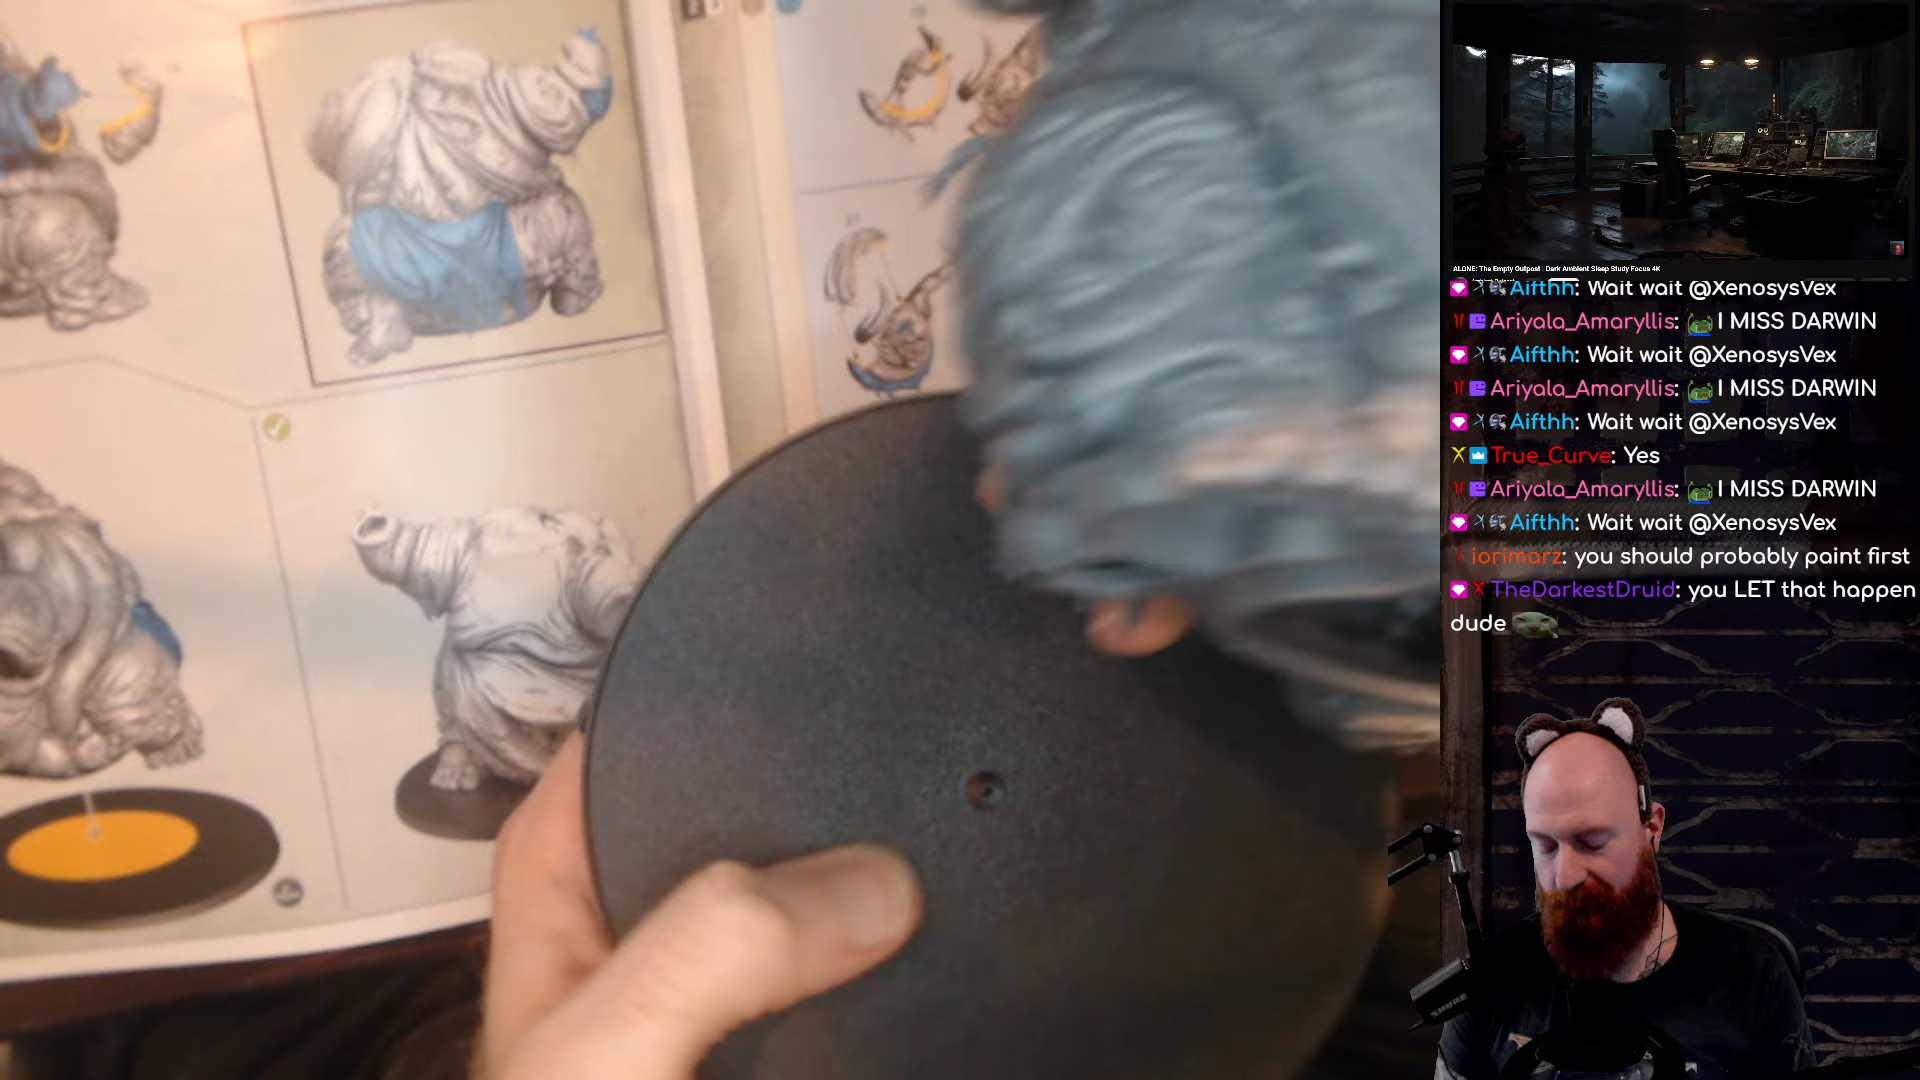 ALONE: The Empty Outpost | Dark Ambient Sleep Study Focus 4K
Aifthh: Wait wait @XenosysVex
Ariyala_Amaryllis: I MISS DARWIN
Aifthh: Wait wait @XenosysVex
Ariyala_Amaryllis: I MISS DARWIN
Aifthh: Wait wait @XenosysVex
True_Curve: Yes
Ariyala_Amaryllis: I MISS DARWIN
Aifthh: Wait wait @XenosysVex
iorimarz: you should probably paint first
TheDarkestDruid: you LET that happen
dude
SHURE